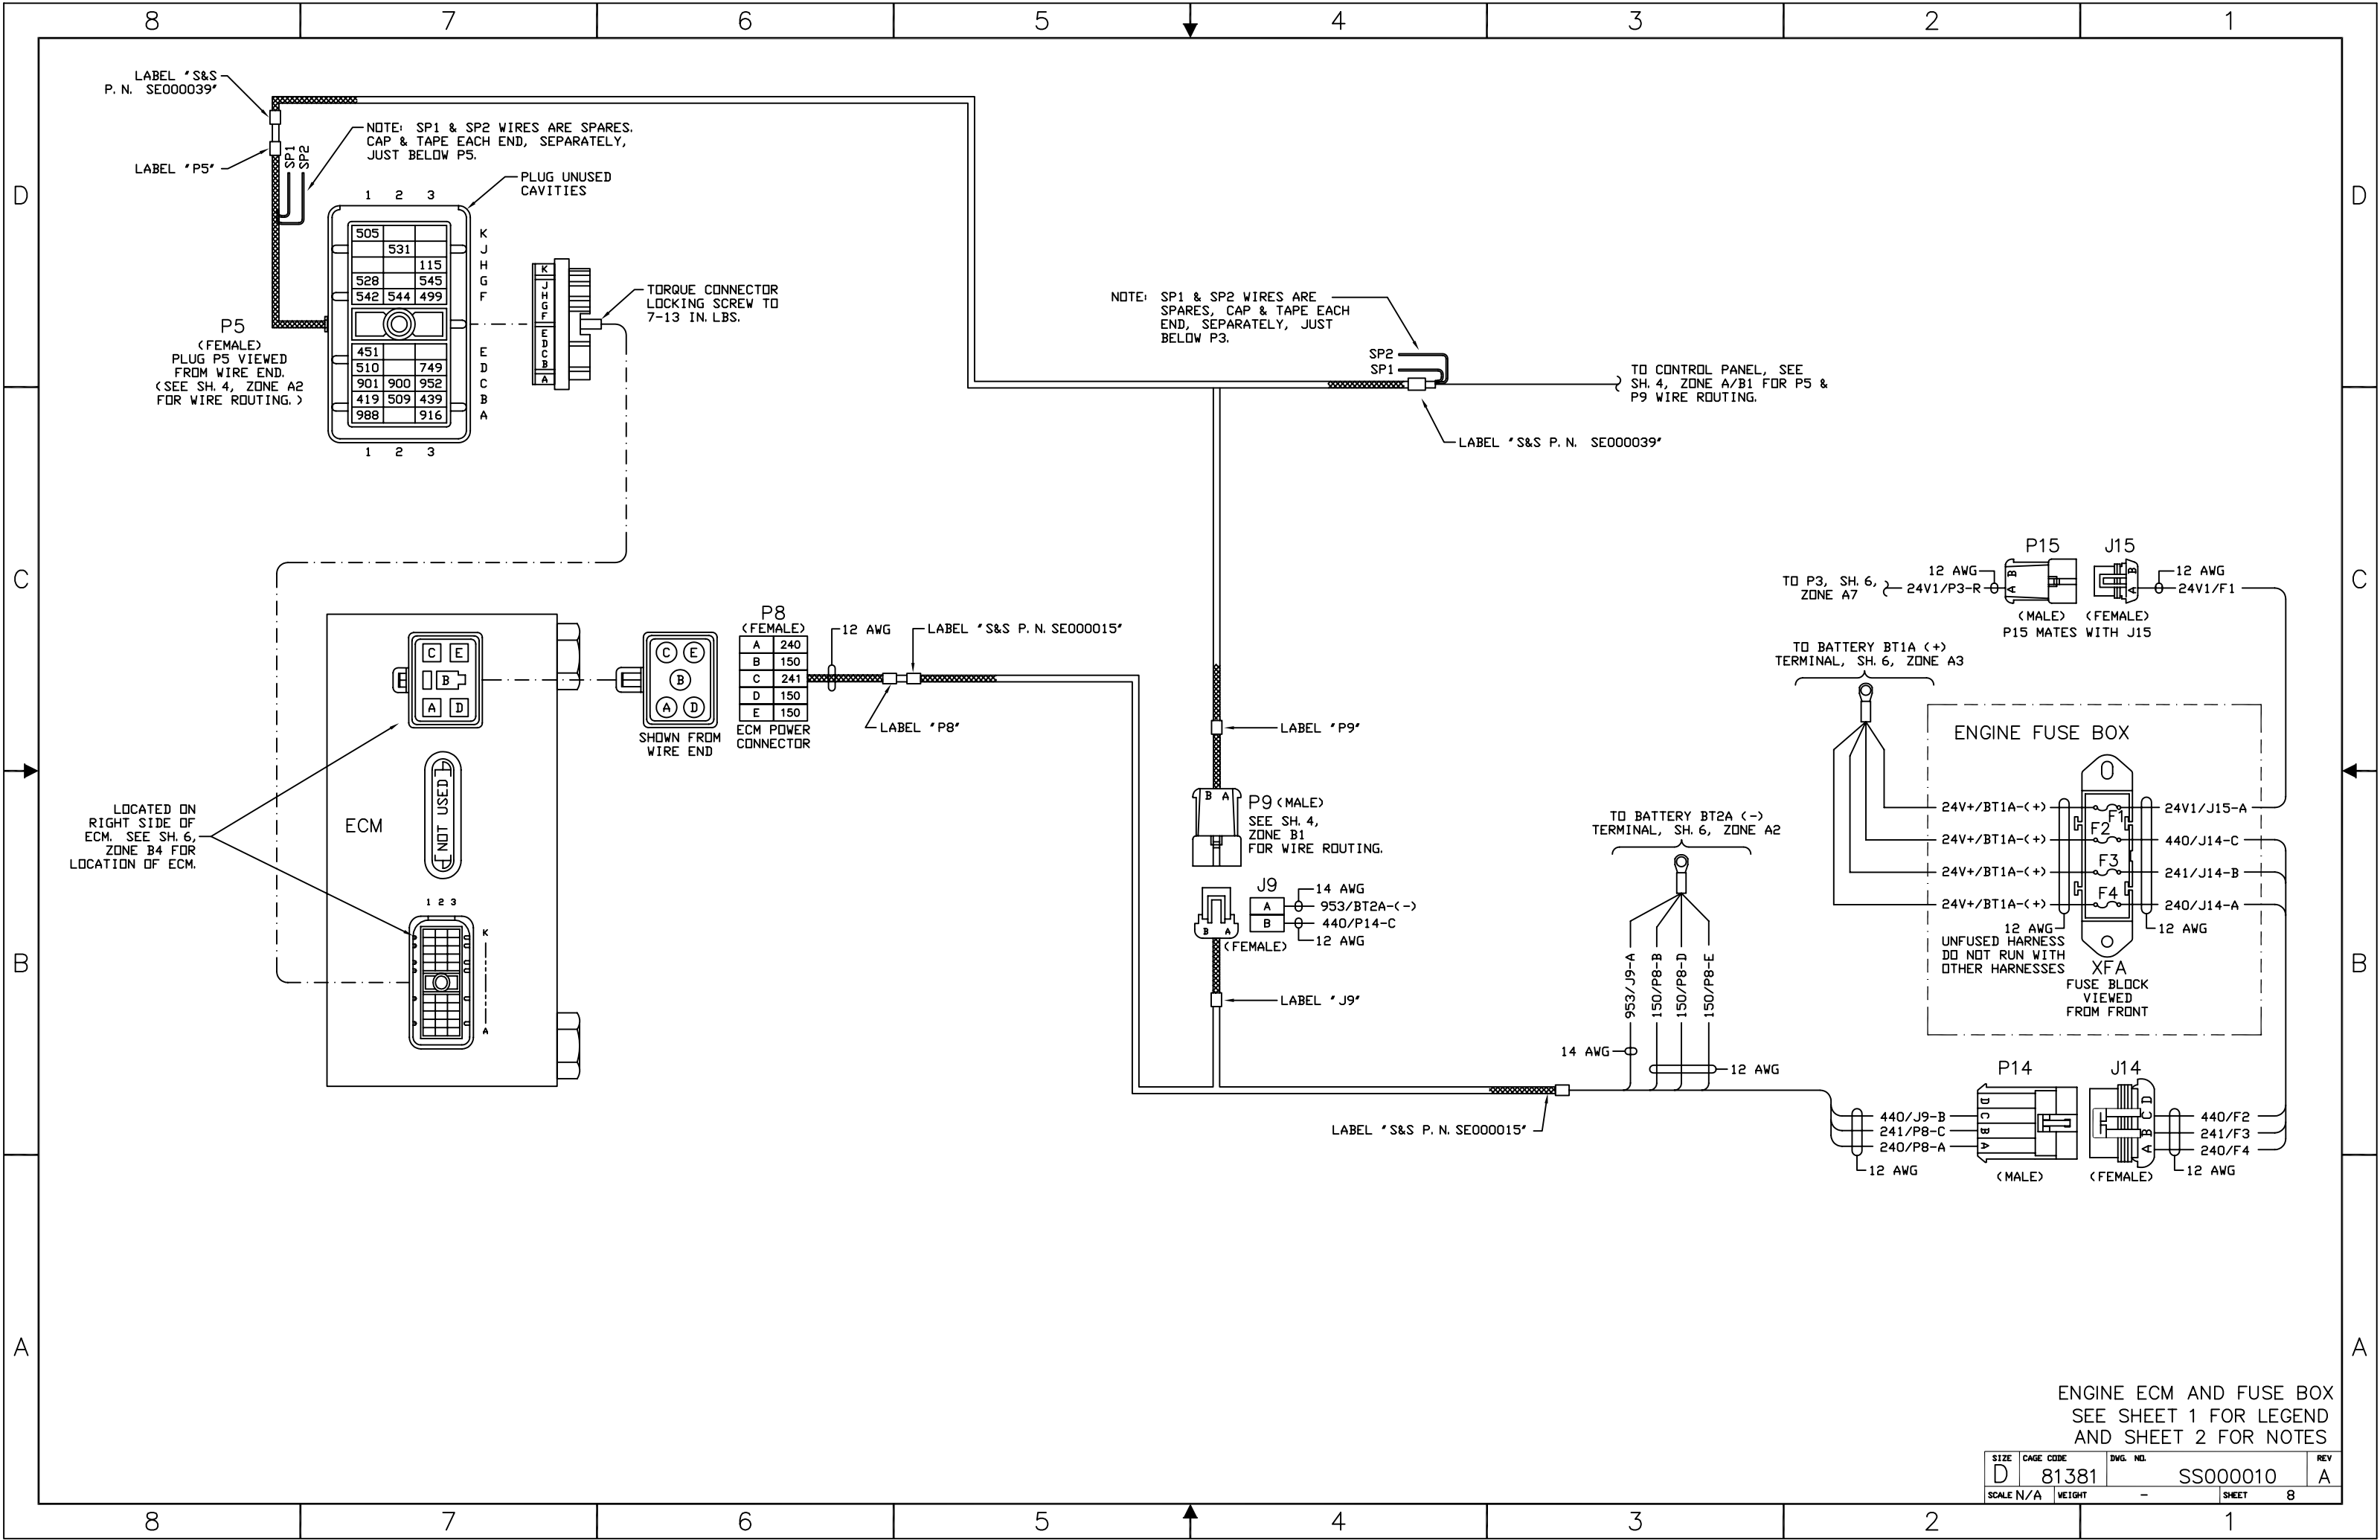 8 7 6 5 4 3 2 1
D
C
B
A
D
C
B
A
LABEL "S&S
P.N. SE000039"
LABEL "P5"
SP1
SP2
NOTE: SP1 & SP2 WIRES ARE SPARES.
CAP & TAPE EACH END, SEPARATELY,
JUST BELOW P5.
PLUG UNUSED
CAVITIES
1 2 3
505 K
531 J
115 H
528 545 G
542 544 499 F
451 E
510 749 D
901 900 952 C
419 509 439 B
988 916 A
1 2 3
P5
(FEMALE)
PLUG P5 VIEWED
FROM WIRE END.
(SEE SH. 4, ZONE A2
FOR WIRE ROUTING.)
K
J
H
G
F
E
D
C
B
A
TORQUE CONNECTOR
LOCKING SCREW TO
7-13 IN. LBS.
NOTE: SP1 & SP2 WIRES ARE
SPARES, CAP & TAPE EACH
END, SEPARATELY, JUST
BELOW P3.
SP2
SP1
TO CONTROL PANEL, SEE
SH. 4, ZONE A/B1 FOR P5 &
P9 WIRE ROUTING.
LABEL "S&S P.N. SE000039"
P15 J15
12 AWG
TO P3, SH. 6,
ZONE A7
24V1/P3-R
B
A
B
A
12 AWG
24V1/F1
(MALE) (FEMALE)
P15 MATES WITH J15
C E
B
A D
C E
B
A D
SHOWN FROM
WIRE END
P8
(FEMALE)
A 240
B 150
C 241
D 150
E 150
ECM POWER
CONNECTOR
12 AWG
LABEL "S&S P.N. SE000015"
LABEL "P8"
LABEL "P9"
TO BATTERY BT1A (+)
TERMINAL, SH. 6, ZONE A3
ENGINE FUSE BOX
24V+/BT1A-(+) F1 24V1/J15-A
24V+/BT1A-(+) F2 440/J14-C
24V+/BT1A-(+) F3 241/J14-B
24V+/BT1A-(+) F4 240/J14-A
12 AWG
12 AWG
UNFUSED HARNESS
DO NOT RUN WITH
OTHER HARNESSES
XFA
FUSE BLOCK
VIEWED
FROM FRONT
LOCATED ON
RIGHT SIDE OF
ECM. SEE SH. 6,
ZONE B4 FOR
LOCATION OF ECM.
ECM
NOT USED
1 2 3
K
A
B A
P9 (MALE)
SEE SH. 4,
ZONE B1
FOR WIRE ROUTING.
J9
A
B
14 AWG
953/BT2A-(-)
440/P14-C
12 AWG
B A
(FEMALE)
LABEL "J9"
TO BATTERY BT2A (-)
TERMINAL, SH. 6, ZONE A2
953/J9-A
150/P8-B
150/P8-D
150/P8-E
14 AWG
12 AWG
LABEL "S&S P.N. SE000015"
P14 J14
440/J9-B
241/P8-C
240/P8-A
12 AWG
D
C
B
A
(MALE)
D
C
B
A
(FEMALE)
440/F2
241/F3
240/F4
12 AWG
ENGINE ECM AND FUSE BOX
SEE SHEET 1 FOR LEGEND
AND SHEET 2 FOR NOTES
SIZE CAGE CODE DWG. NO. REV
D 81381 SS000010 A
SCALE N/A WEIGHT - SHEET 8
8 7 6 5 4 3 2 1